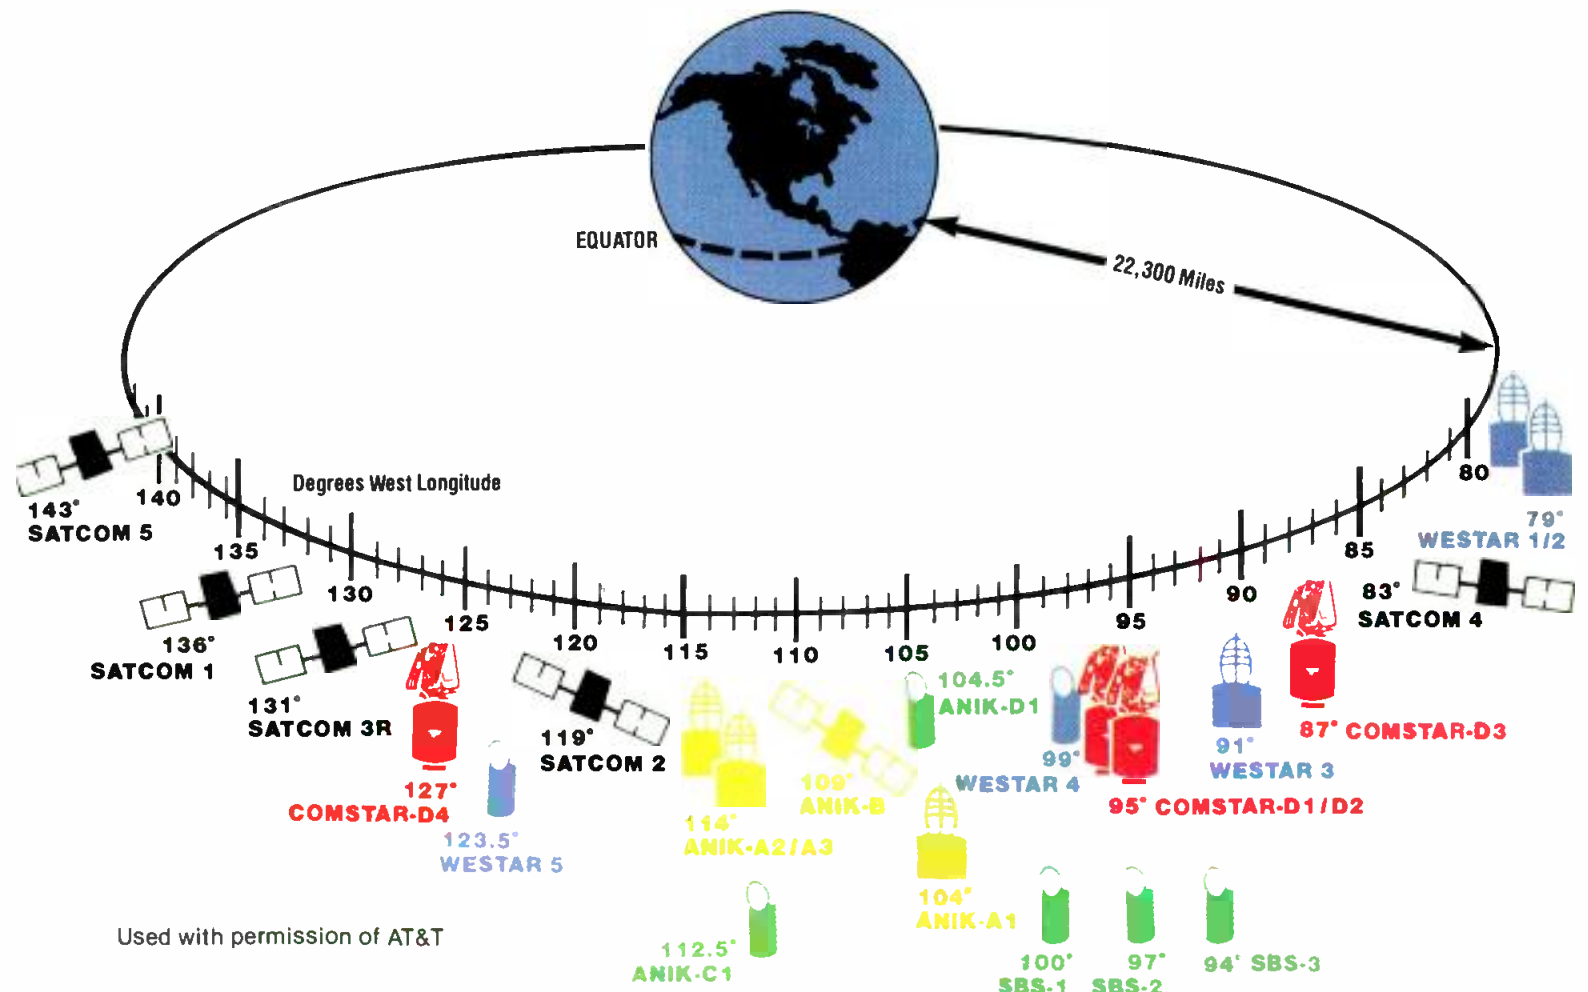 EQUATOR
22,300 Miles
Degrees West Longitude
140
135
130
125
120
115
110
105
100
95
90
85
80
143°
SATCOM 5
136°
SATCOM 1
131°
SATCOM 3R
127°
COMSTAR-D4
123.5°
WESTAR 5
119°
SATCOM 2
114°
ANIK-A2/A3
112.5°
ANIK-C1
109°
ANIK-B
104.5°
ANIK-D1
104°
ANIK-A1
100°
SBS-1
99°
WESTAR 4
97°
SBS-2
95° COMSTAR-D1/D2
94° SBS-3
91°
WESTAR 3
87° COMSTAR-D3
83°
SATCOM 4
79°
WESTAR 1/2
Used with permission of AT&T